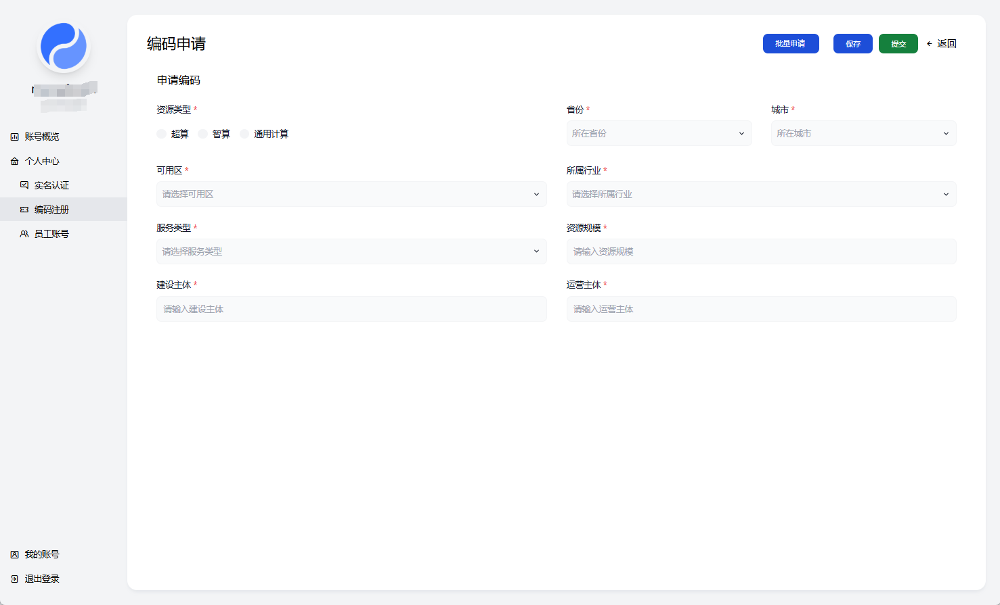 账号概览
个人中心
实名认证
编码注册
员工账号
我的账号
退出登录
编码申请
批量申请 保存 提交 返回
申请编码
资源类型 * 省份 * 城市 *
超算 智算 通用计算 所在省份 所在城市
可用区 * 所属行业 *
请选择可用区 请选择所属行业
服务类型 * 资源规模 *
请选择服务类型 请输入资源规模
建设主体 * 运营主体 *
请输入建设主体 请输入运营主体